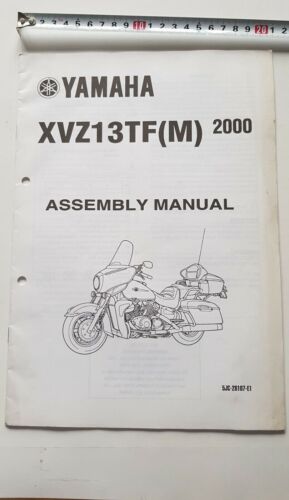 YAMAHA
XVZ13TF(M) 2000
ASSEMBLY MANUAL
5JC-28107-E1